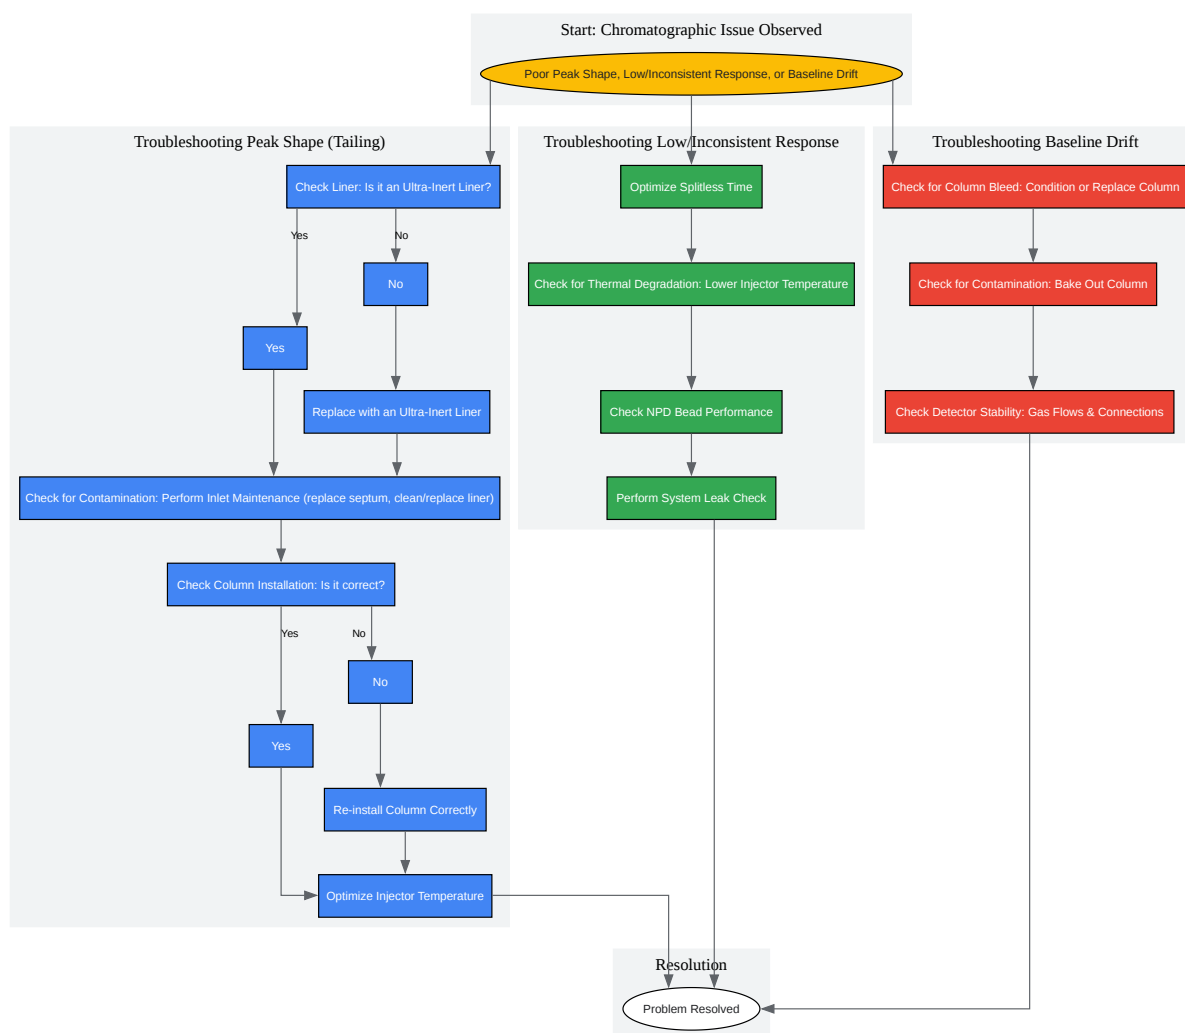 Start: Chromatographic Issue Observed
Poor Peak Shape, Low/Inconsistent Response, or Baseline Drift
Troubleshooting Peak Shape (Tailing)
Check Liner: Is it an Ultra-Inert Liner?
Yes
No
No
Yes
Replace with an Ultra-Inert Liner
Check for Contamination: Perform Inlet Maintenance (replace septum, clean/replace liner)
Check Column Installation: Is it correct?
Yes
No
No
Yes
Re-install Column Correctly
Optimize Injector Temperature
Troubleshooting Low/Inconsistent Response
Optimize Splitless Time
Check for Thermal Degradation: Lower Injector Temperature
Check NPD Bead Performance
Perform System Leak Check
Troubleshooting Baseline Drift
Check for Column Bleed: Condition or Replace Column
Check for Contamination: Bake Out Column
Check Detector Stability: Gas Flows & Connections
Resolution
Problem Resolved